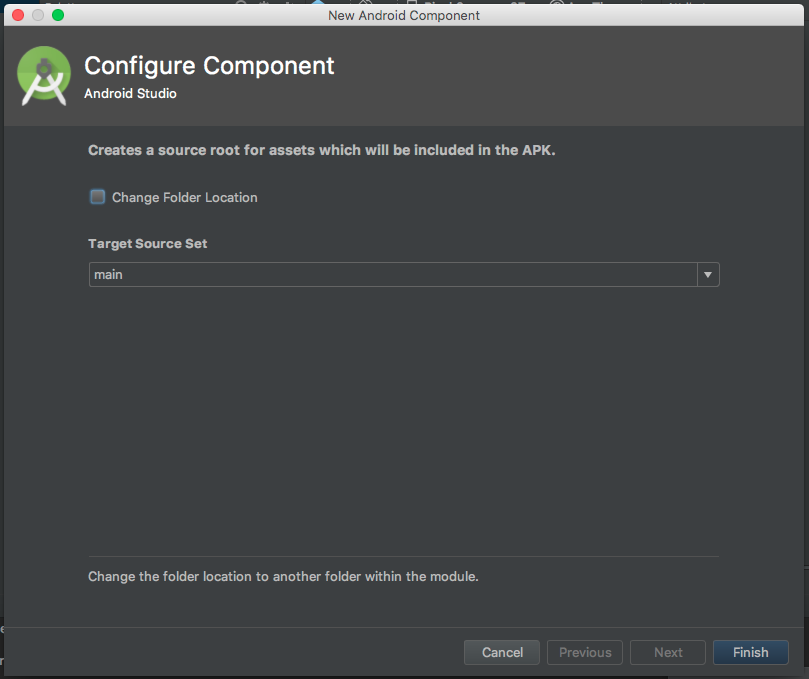 New Android Component
Configure Component
Android Studio
Creates a source root for assets which will be included in the APK.
Change Folder Location
Target Source Set
main
Change the folder location to another folder within the module.
Cancel
Previous
Next
Finish